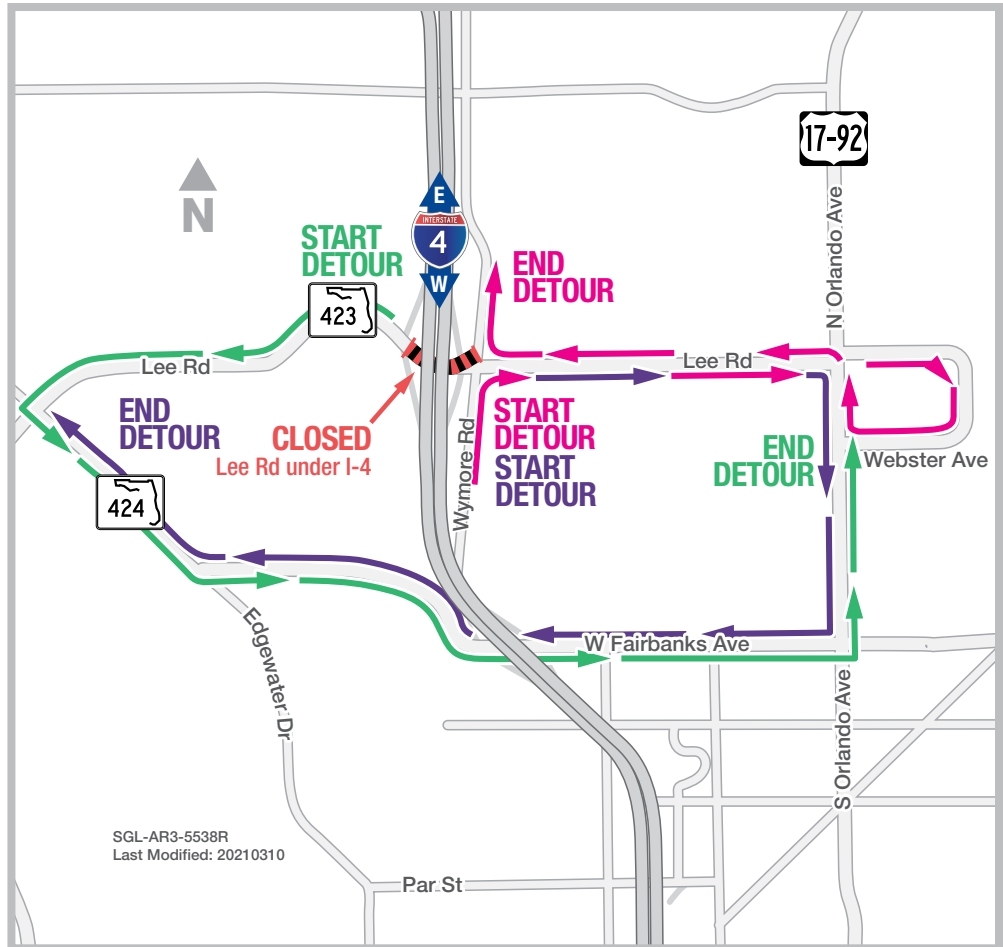 17-92
N
START
DETOUR
E
INTERSTATE
4
W
N Orlando Ave
END
DETOUR
423
Lee Rd
Lee Rd
END
DETOUR
CLOSED
Lee Rd under I-4
Wymore Rd
START
DETOUR
START
DETOUR
END
DETOUR
Webster Ave
424
W Fairbanks Ave
Edgewater Dr
S Orlando Ave
SGL-AR3-5538R
Last Modified: 20210310
Par St